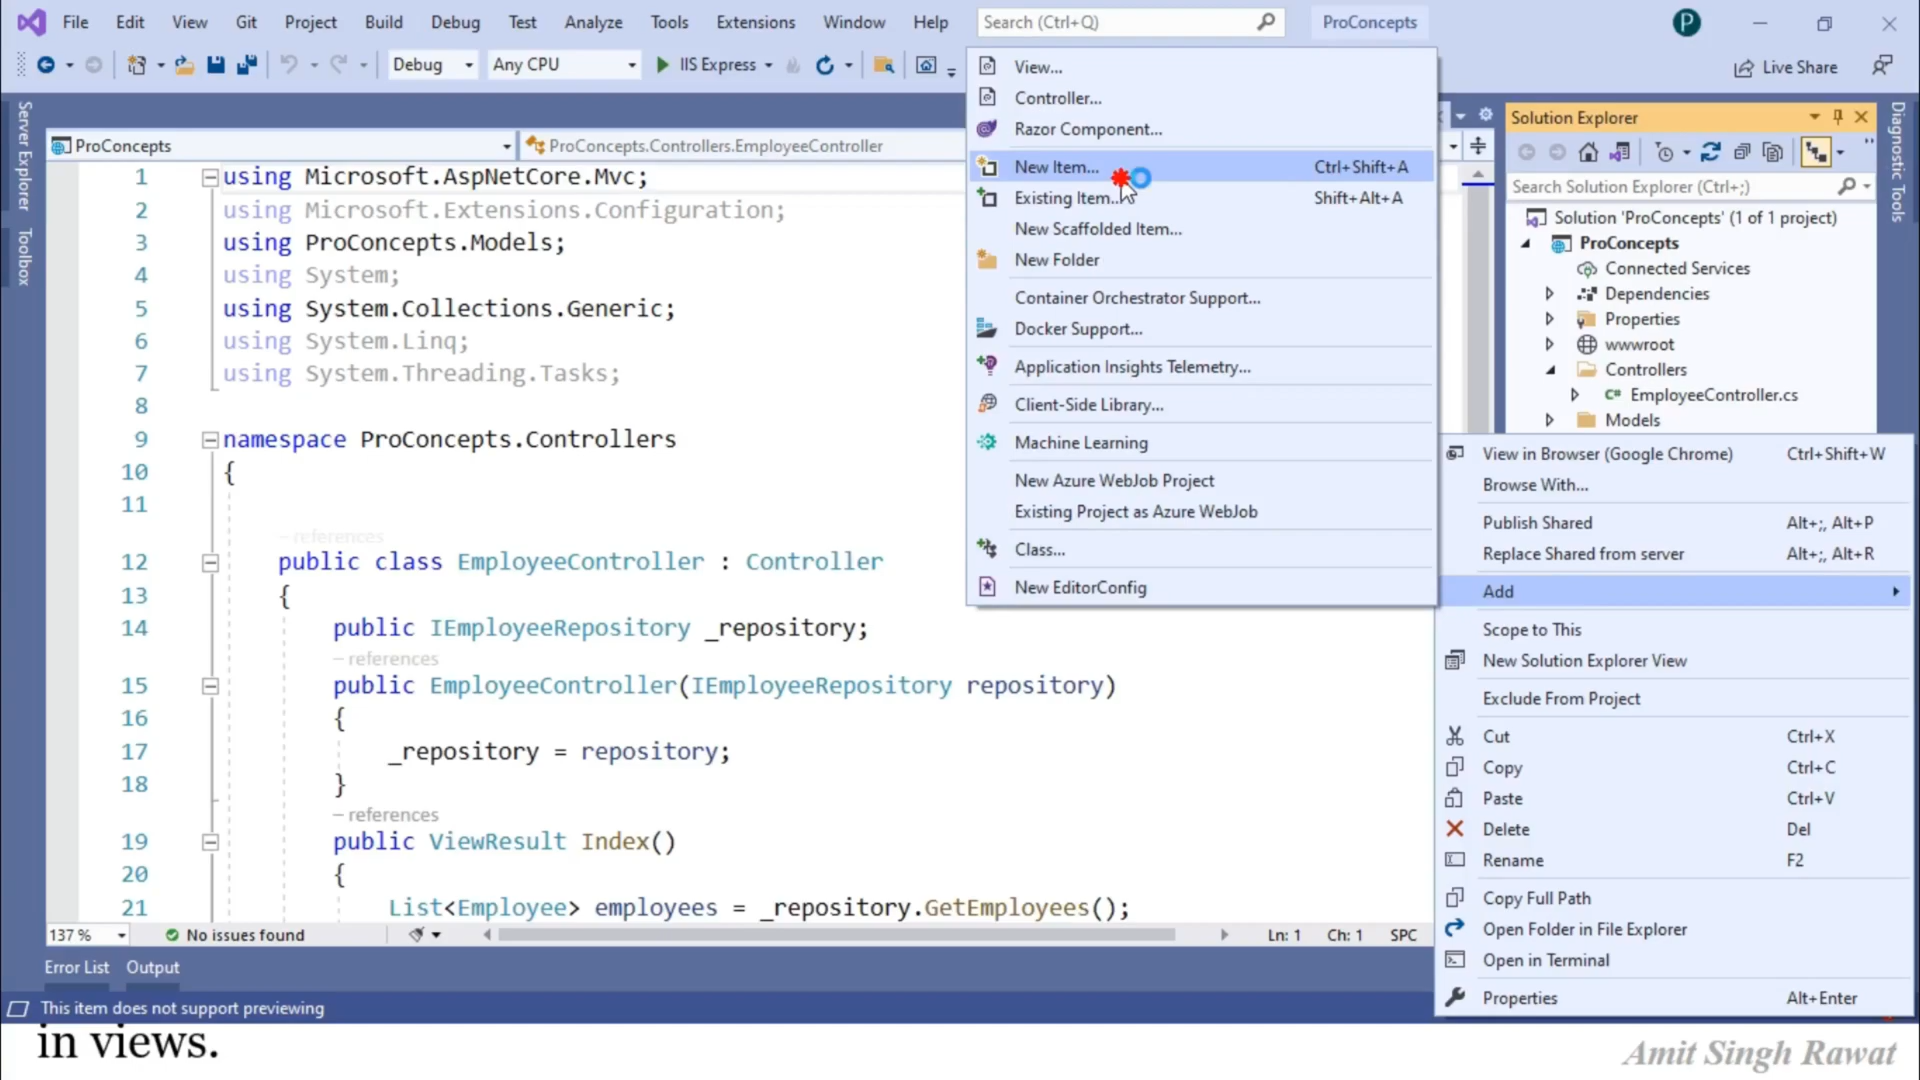 File Edit View Git Project Build Debug Test Analyze Tools Extensions Window Help Search (Ctrl+Q) ProConcepts P
Debug Any CPU IIS Express Live Share
Server Explorer
Toolbox
ProConcepts ProConcepts.Controllers.EmployeeController
1 using Microsoft.AspNetCore.Mvc;
2 using Microsoft.Extensions.Configuration;
3 using ProConcepts.Models;
4 using System;
5 using System.Collections.Generic;
6 using System.Linq;
7 using System.Threading.Tasks;
8
9 namespace ProConcepts.Controllers
10 {
11
– references
12 public class EmployeeController : Controller
13 {
14 public IEmployeeRepository _repository;
– references
15 public EmployeeController(IEmployeeRepository repository)
16 {
17 _repository = repository;
18 }
– references
19 public ViewResult Index()
20 {
21 List<Employee> employees = _repository.GetEmployees();
137 % No issues found Ln: 1 Ch: 1 SPC
Error List Output
This item does not support previewing
View...
Controller...
Razor Component...
New Item... Ctrl+Shift+A
Existing Item... Shift+Alt+A
New Scaffolded Item...
New Folder
Container Orchestrator Support...
Docker Support...
Application Insights Telemetry...
Client-Side Library...
Machine Learning
New Azure WebJob Project
Existing Project as Azure WebJob
Class...
New EditorConfig
Solution Explorer
Search Solution Explorer (Ctrl+;)
Solution 'ProConcepts' (1 of 1 project)
ProConcepts
Connected Services
Dependencies
Properties
wwwroot
Controllers
C# EmployeeController.cs
Models
Diagnostic Tools
View in Browser (Google Chrome) Ctrl+Shift+W
Browse With...
Publish Shared Alt+;, Alt+P
Replace Shared from server Alt+;, Alt+R
Add
Scope to This
New Solution Explorer View
Exclude From Project
Cut Ctrl+X
Copy Ctrl+C
Paste Ctrl+V
Delete Del
Rename F2
Copy Full Path
Open Folder in File Explorer
Open in Terminal
Properties Alt+Enter
in views.
Amit Singh Rawat